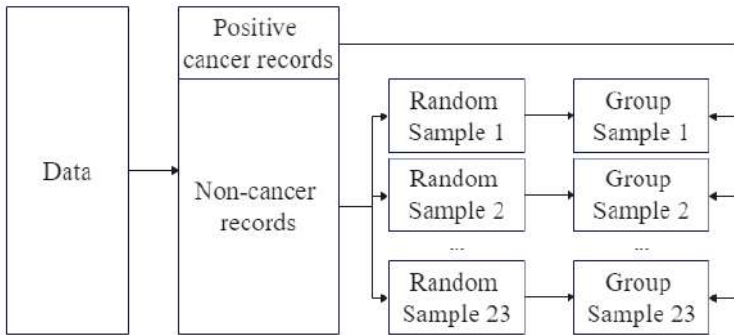 Positive
cancer records
Data
Non-cancer
records
Random
Sample 1
Group
Sample 1
Random
Sample 2
Group
Sample 2
...
...
Random
Sample 23
Group
Sample 23